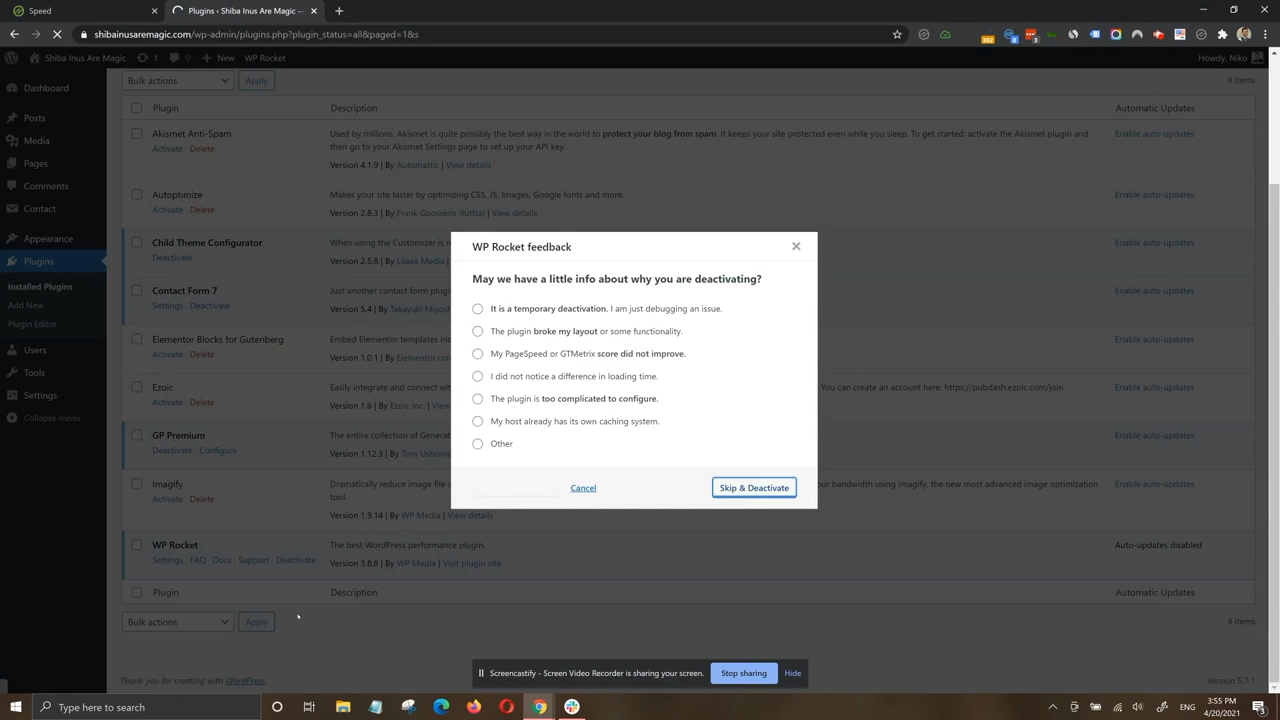 Speed
Plugins ‹ Shiba Inus Are Magic —
shibainusaremagic.com/wp-admin/plugins.php?plugin_status=all&paged=1&s
Shiba Inus Are Magic 1 0 New WP Rocket Howdy, Niko
Dashboard
Posts
Media
Pages
Comments
Contact
Appearance
Plugins
Installed Plugins
Add New
Plugin Editor
Users
Tools
Settings
Collapse menu
Bulk actions Apply 9 items
Plugin Description Automatic Updates
Akismet Anti-Spam
Activate | Delete
Used by millions, Akismet is quite possibly the best way in the world to protect your blog from spam. It keeps your site protected even while you sleep. To get started: activate the Akismet plugin and
then go to your Akismet Settings page to set up your API key.
Version 4.1.9 | By Automattic | View details
Enable auto-updates
Autoptimize
Activate | Delete
Makes your site faster by optimizing CSS, JS, Images, Google fonts and more.
Version 2.8.3 | By Frank Goossens (futtta) | View details
Enable auto-updates
Child Theme Configurator
Deactivate
When using the Customizer is n
Version 2.5.8 | By Lilaea Media |
Enable auto-updates
Contact Form 7
Settings | Deactivate
Just another contact form plugin
Version 5.4 | By Takayuki Miyosh
Enable auto-updates
Elementor Blocks for Gutenberg
Activate | Delete
Embed Elementor templates ins
Version 1.0.1 | By Elementor.com
Enable auto-updates
Ezoic
Activate | Delete
Easily integrate and connect wit
You can create an account here: https://pubdash.ezoic.com/join
Version 1.6 | By Ezoic Inc. | View
Enable auto-updates
GP Premium
Deactivate | Configure
The entire collection of Generat
Version 1.12.3 | By Tom Usborne
Enable auto-updates
Imagify
Activate | Delete
Dramatically reduce image file s
ur bandwidth using Imagify, the new most advanced image optimization
tool.
Version 1.9.14 | By WP Media | View details
Enable auto-updates
WP Rocket
Settings | FAQ | Docs | Support | Deactivate
The best WordPress performance plugin.
Version 3.8.8 | By WP Media | Visit plugin site
Auto-updates disabled
Plugin Description Automatic Updates
Bulk actions Apply 9 items
Thank you for creating with WordPress. Version 5.7.1
WP Rocket feedback
May we have a little info about why you are deactivating?
It is a temporary deactivation. I am just debugging an issue.
The plugin broke my layout or some functionality.
My PageSpeed or GTMetrix score did not improve.
I did not notice a difference in loading time.
The plugin is too complicated to configure.
My host already has its own caching system.
Other
Cancel Skip & Deactivate
Screencastify - Screen Video Recorder is sharing your screen. Stop sharing Hide
Type here to search
3:55 PM
4/20/2021